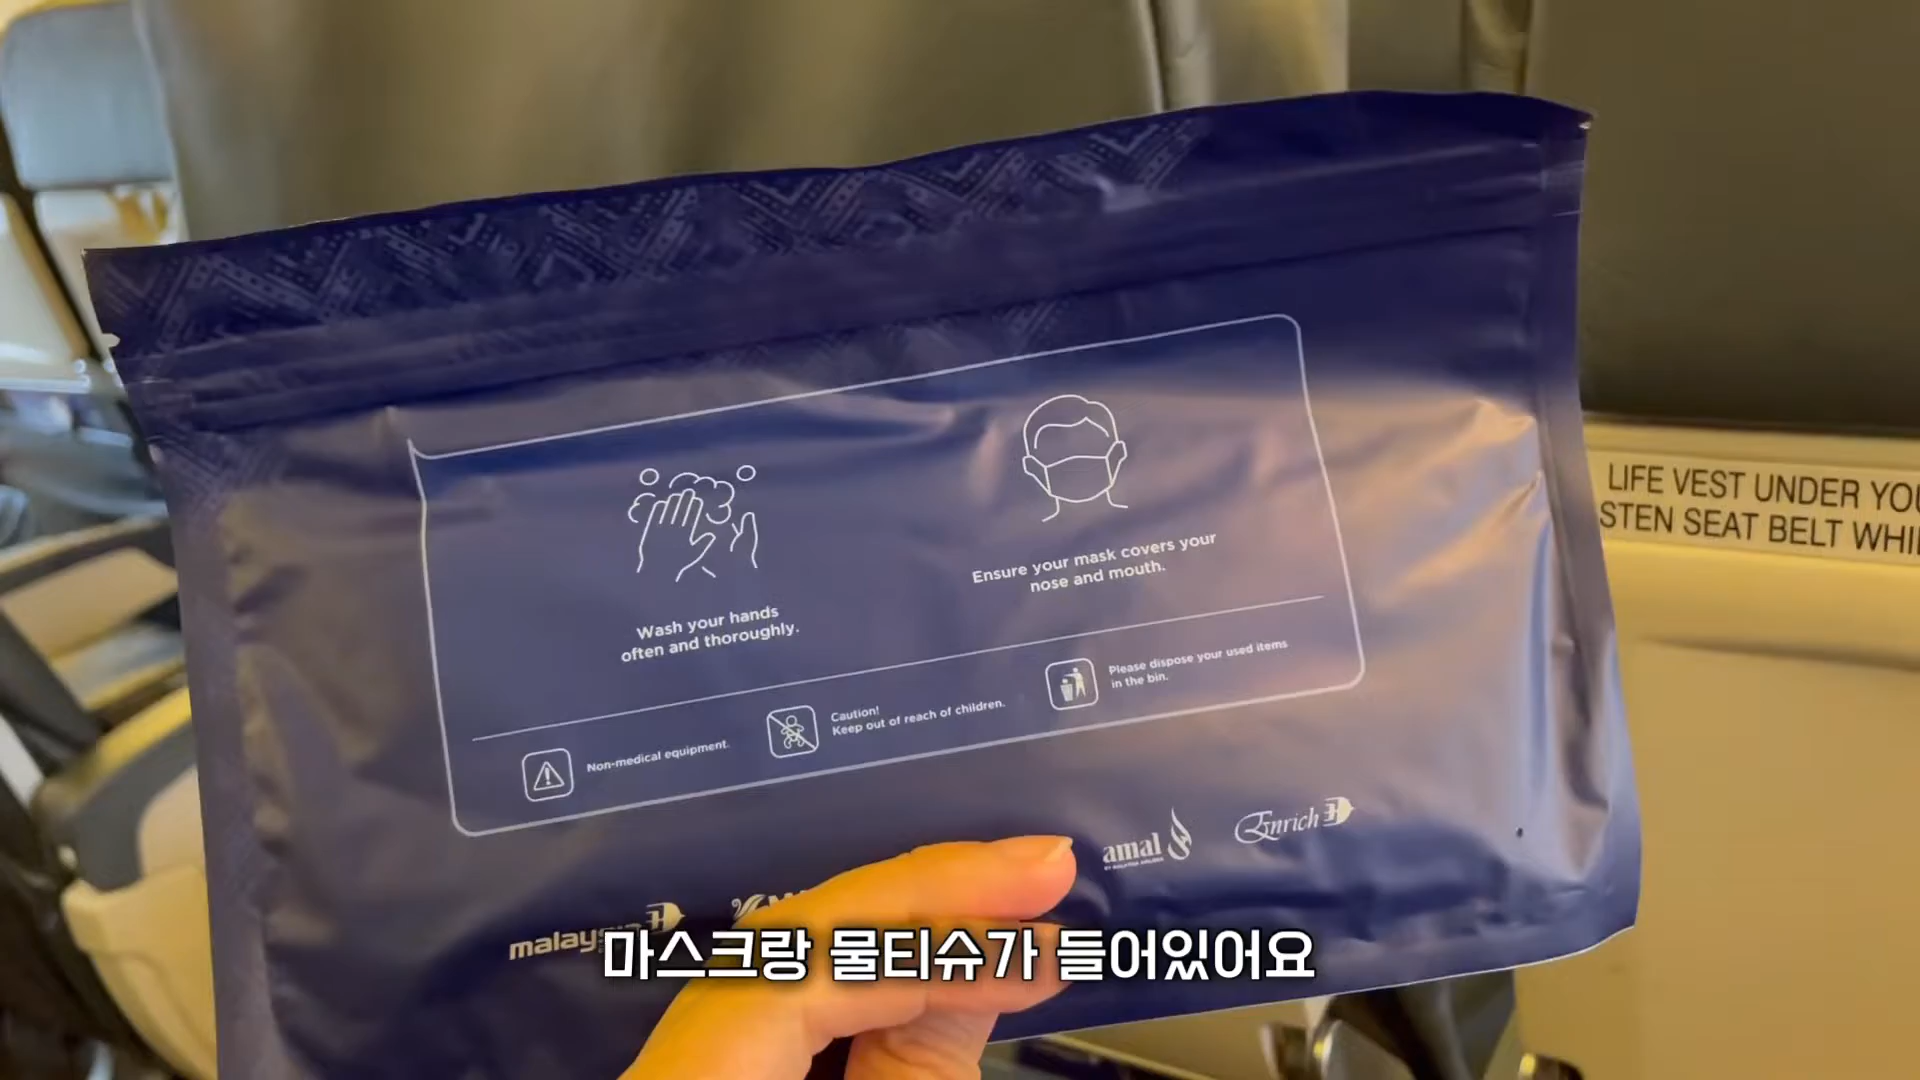 LIFE VEST UNDER
STEN SEAT BELT
Ensure your mask covers your
nose and mouth.
Wash your hands
often and thoroughly.
Please dispose your used items
in the bin.
Caution!
Keep out of reach of children.
Non-medical equipment.
amal
Enrich
마스크랑 물티슈가 들어있어요